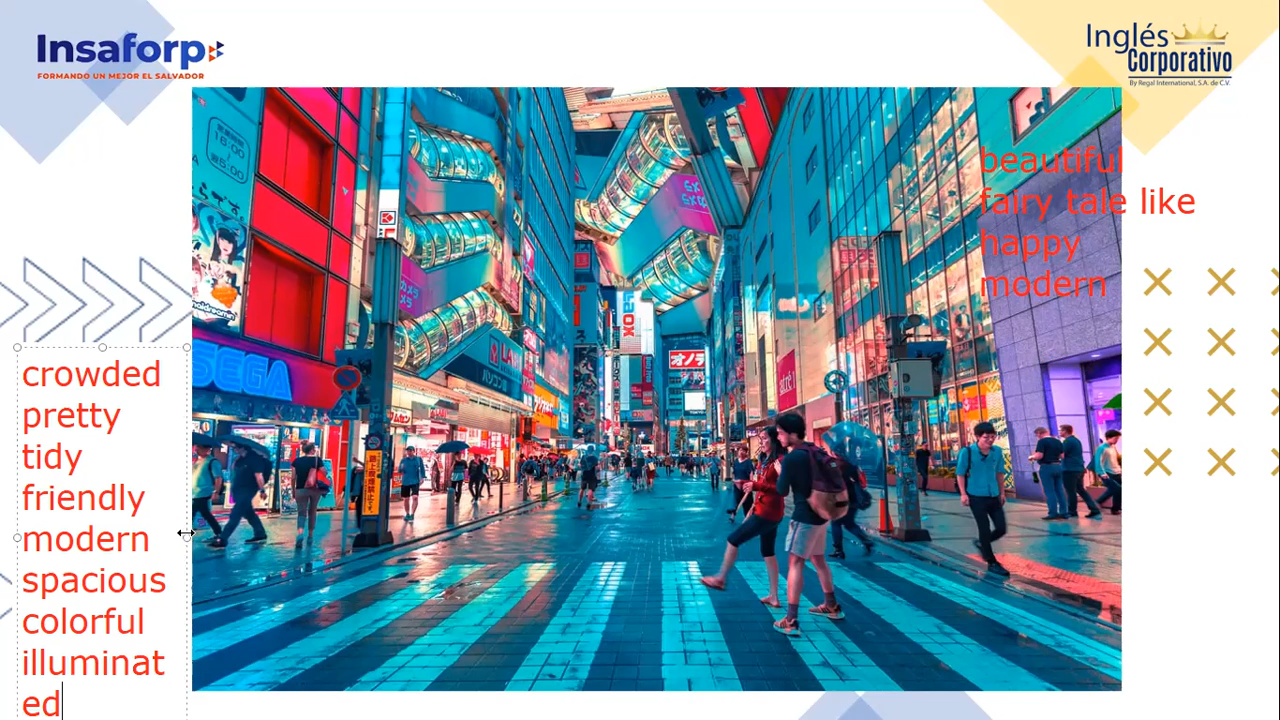 Insaforp
FORMANDO UN MEJOR EL SALVADOR
Inglés
Corporativo
By Regal International, S.A. de C.V.
beautiful
fairy tale like
happy
modern
SEGA
オノデ
crowded
pretty
tidy
friendly
modern
spacious
colorful
illuminat
ed